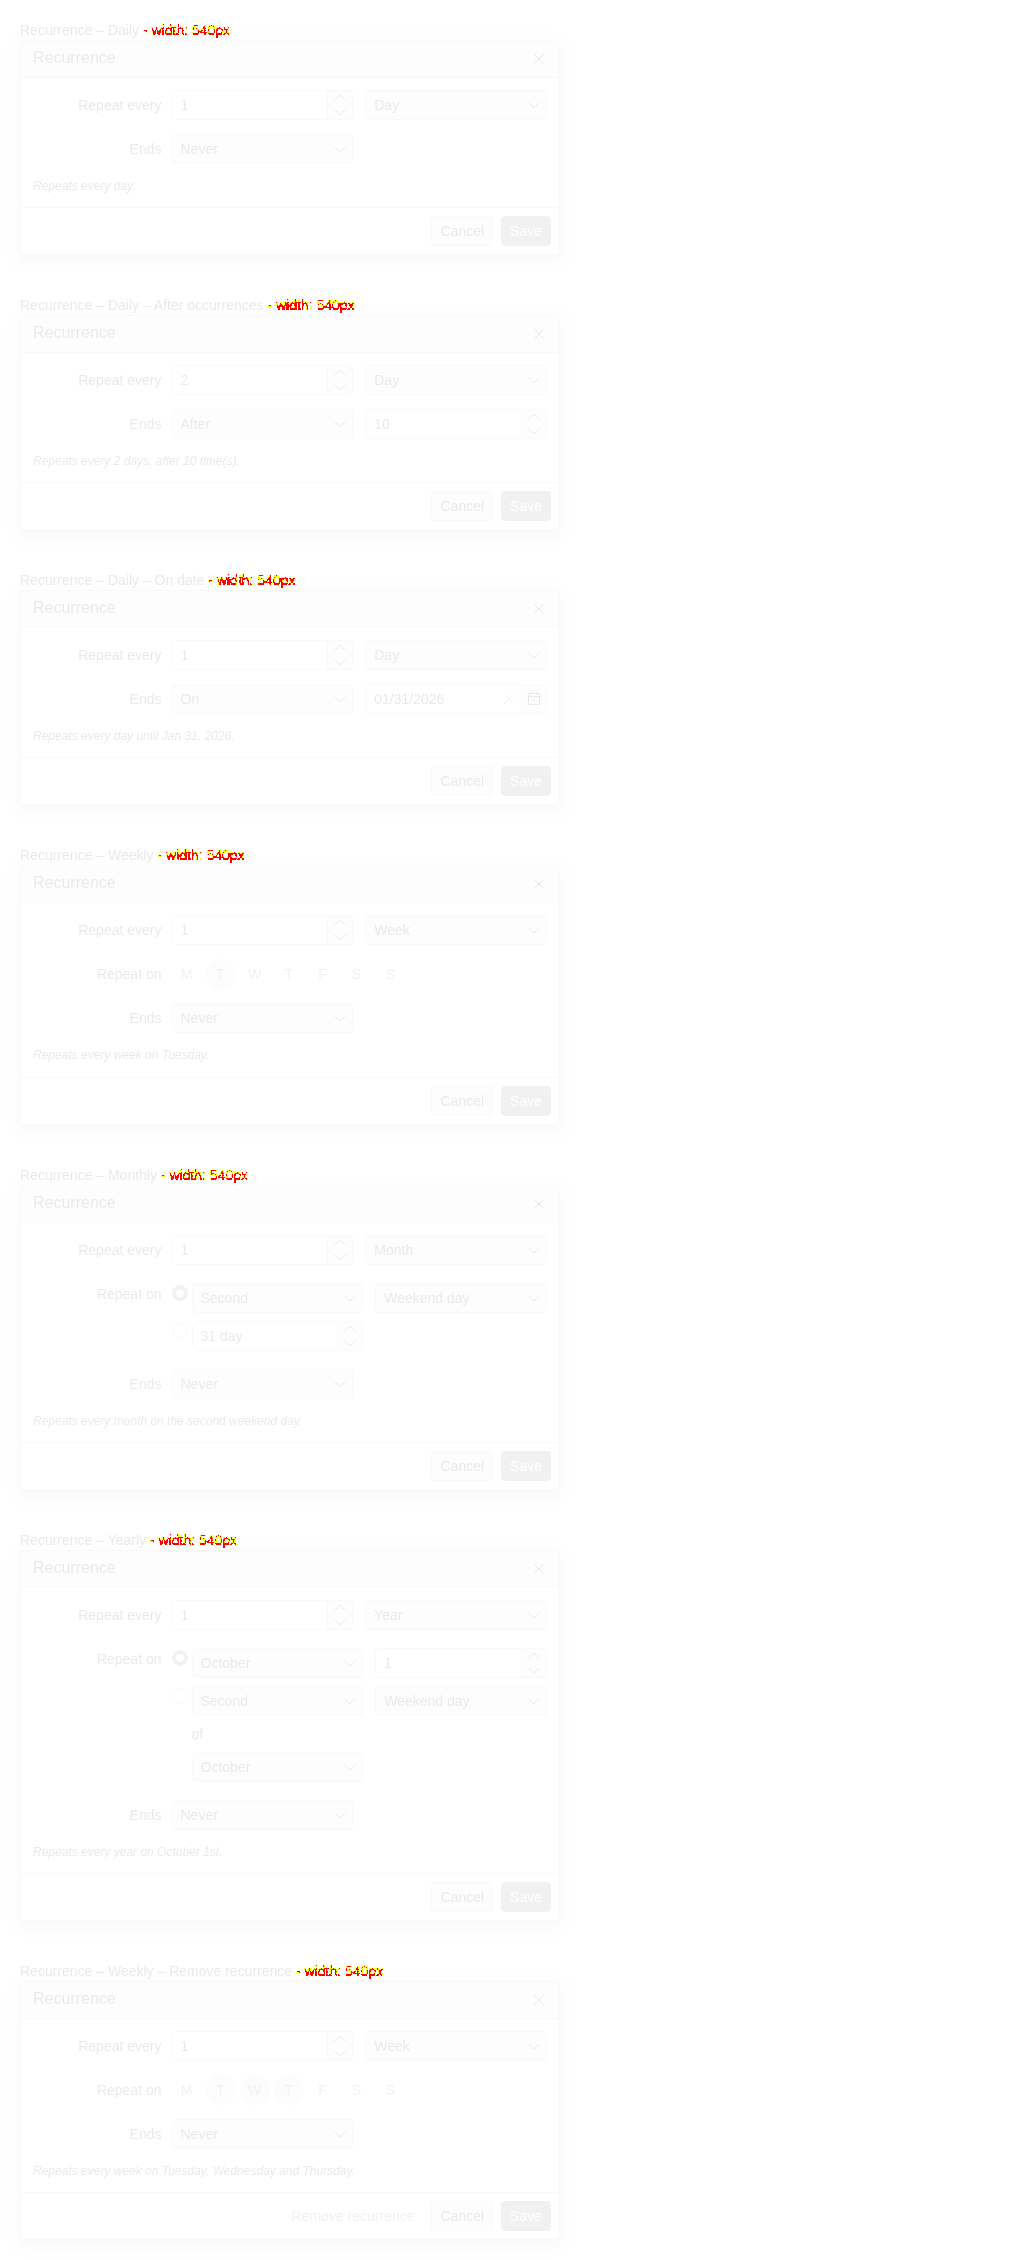 Recurrence – Daily - width: 540px
Recurrence
Repeat every 1 Day
Ends Never
Repeats every day.
Cancel Save
Recurrence – Daily – After occurrences - width: 540px
Recurrence
Repeat every 2 Day
Ends After 10
Repeats every 2 days, after 10 time(s).
Cancel Save
Recurrence – Daily – On date - width: 540px
Recurrence
Repeat every 1 Day
Ends On 01/31/2026
Repeats every day until Jan 31, 2026.
Cancel Save
Recurrence – Weekly - width: 540px
Recurrence
Repeat every 1 Week
Repeat on M T W T F S S
Ends Never
Repeats every week on Tuesday.
Cancel Save
Recurrence – Monthly - width: 540px
Recurrence
Repeat every 1 Month
Repeat on Second Weekend day
31 day
Ends Never
Repeats every month on the second weekend day.
Cancel Save
Recurrence – Yearly - width: 540px
Recurrence
Repeat every 1 Year
Repeat on October 1
Second Weekend day
of
October
Ends Never
Repeats every year on October 1st.
Cancel Save
Recurrence – Weekly – Remove recurrence - width: 540px
Recurrence
Repeat every 1 Week
Repeat on M T W T F S S
Ends Never
Repeats every week on Tuesday, Wednesday and Thursday.
Remove recurrence Cancel Save